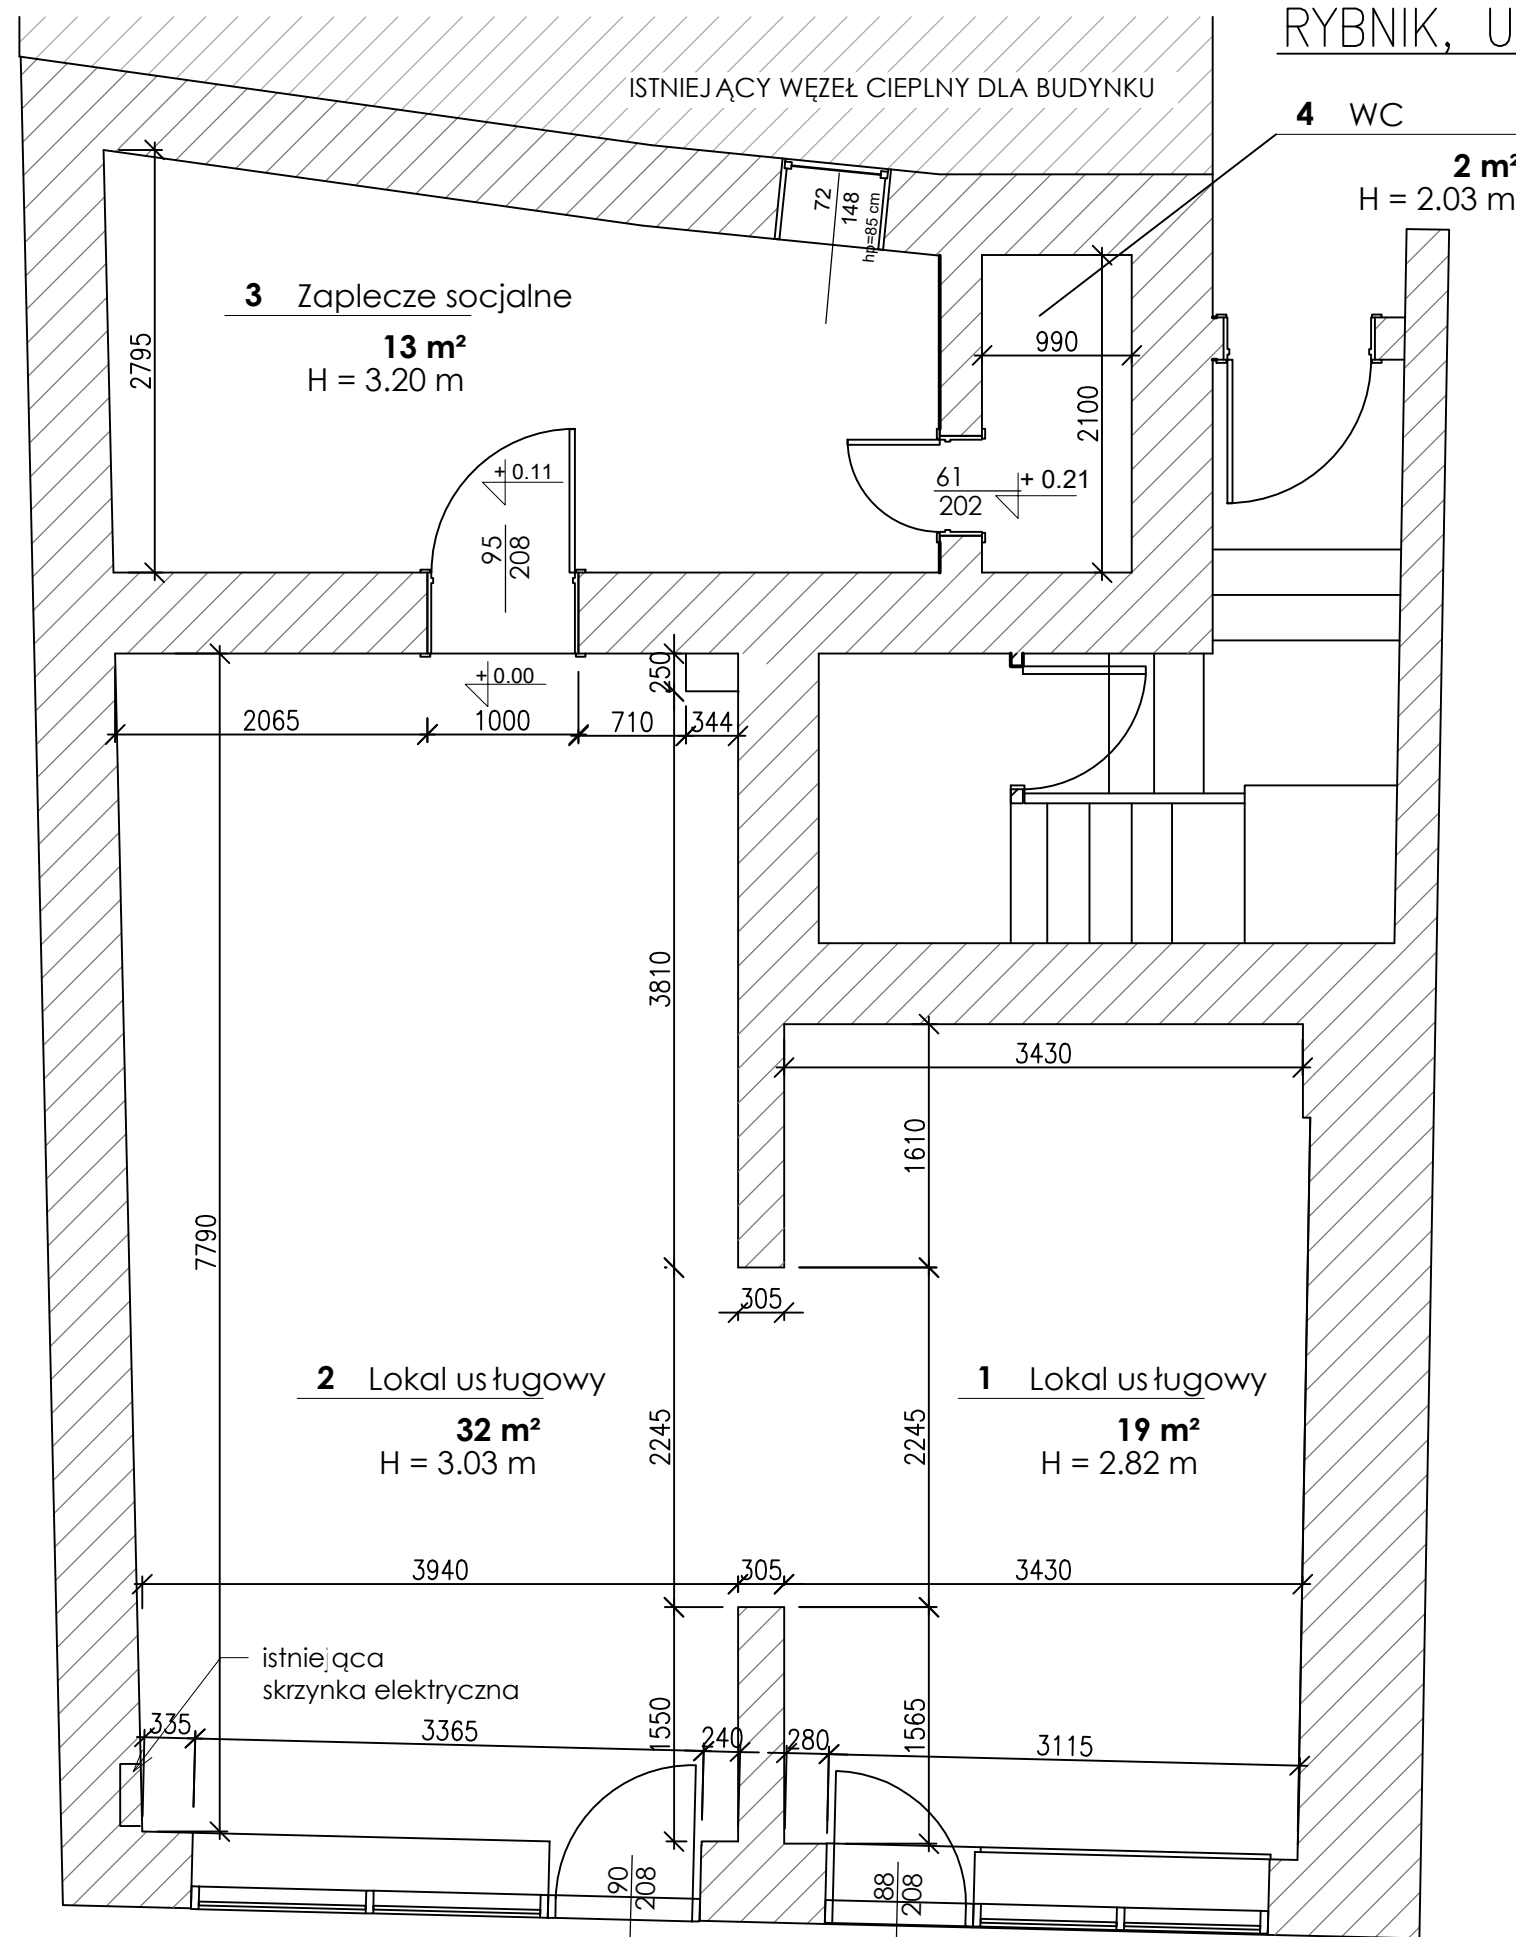 RYBNIK, U
ISTNIEJĄCY WĘZEŁ CIEPLNY DLA BUDYNKU
4 WC
2 m²
H = 2.03 m
72
148
hp=85 cm
3 Zaplecze socjalne
13 m²
H = 3.20 m
2795
990
2100
+ 0.11
61
202
+ 0.21
95
208
250
+ 0.00
2065
1000
710
344
3810
3430
1610
7790
305
2 Lokal usługowy
32 m²
H = 3.03 m
1 Lokal usługowy
19 m²
H = 2.82 m
2245
2245
3940
305
3430
istniejąca
skrzynka elektryczna
335
3365
1550
240
280
1565
3115
90
208
88
208